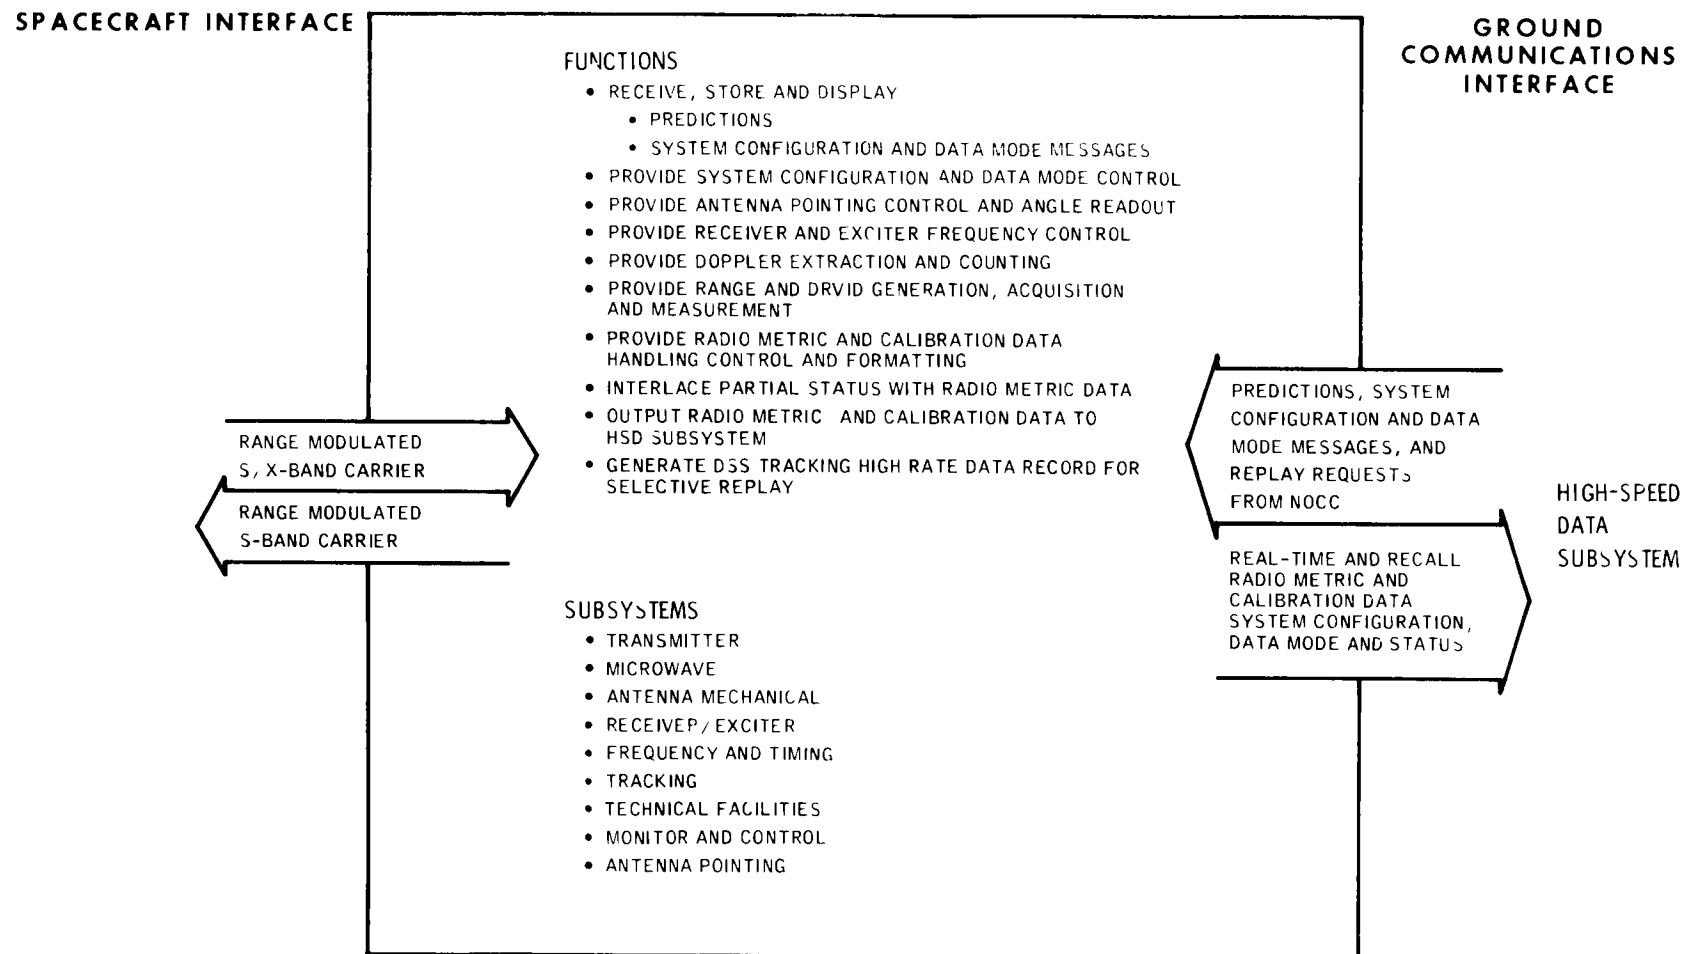 SPACECRAFT INTERFACE
GROUND
COMMUNICATIONS
INTERFACE
FUNCTIONS
• RECEIVE, STORE AND DISPLAY
• PREDICTIONS
• SYSTEM CONFIGURATION AND DATA MODE MESSAGES
• PROVIDE SYSTEM CONFIGURATION AND DATA MODE CONTROL
• PROVIDE ANTENNA POINTING CONTROL AND ANGLE READOUT
• PROVIDE RECEIVER AND EXCITER FREQUENCY CONTROL
• PROVIDE DOPPLER EXTRACTION AND COUNTING
• PROVIDE RANGE AND DRVID GENERATION, ACQUISITION
AND MEASUREMENT
• PROVIDE RADIO METRIC AND CALIBRATION DATA
HANDLING CONTROL AND FORMATTING
• INTERLACE PARTIAL STATUS WITH RADIO METRIC DATA
• OUTPUT RADIO METRIC AND CALIBRATION DATA TO
HSD SUBSYSTEM
• GENERATE DSS TRACKING HIGH RATE DATA RECORD FOR
SELECTIVE REPLAY
RANGE MODULATED
S/X-BAND CARRIER
RANGE MODULATED
S-BAND CARRIER
PREDICTIONS, SYSTEM
CONFIGURATION AND DATA
MODE MESSAGES, AND
REPLAY REQUESTS
FROM NOCC
REAL-TIME AND RECALL
RADIO METRIC AND
CALIBRATION DATA
SYSTEM CONFIGURATION,
DATA MODE AND STATUS
HIGH-SPEED
DATA
SUBSYSTEM
SUBSYSTEMS
• TRANSMITTER
• MICROWAVE
• ANTENNA MECHANICAL
• RECEIVER/EXCITER
• FREQUENCY AND TIMING
• TRACKING
• TECHNICAL FACILITIES
• MONITOR AND CONTROL
• ANTENNA POINTING